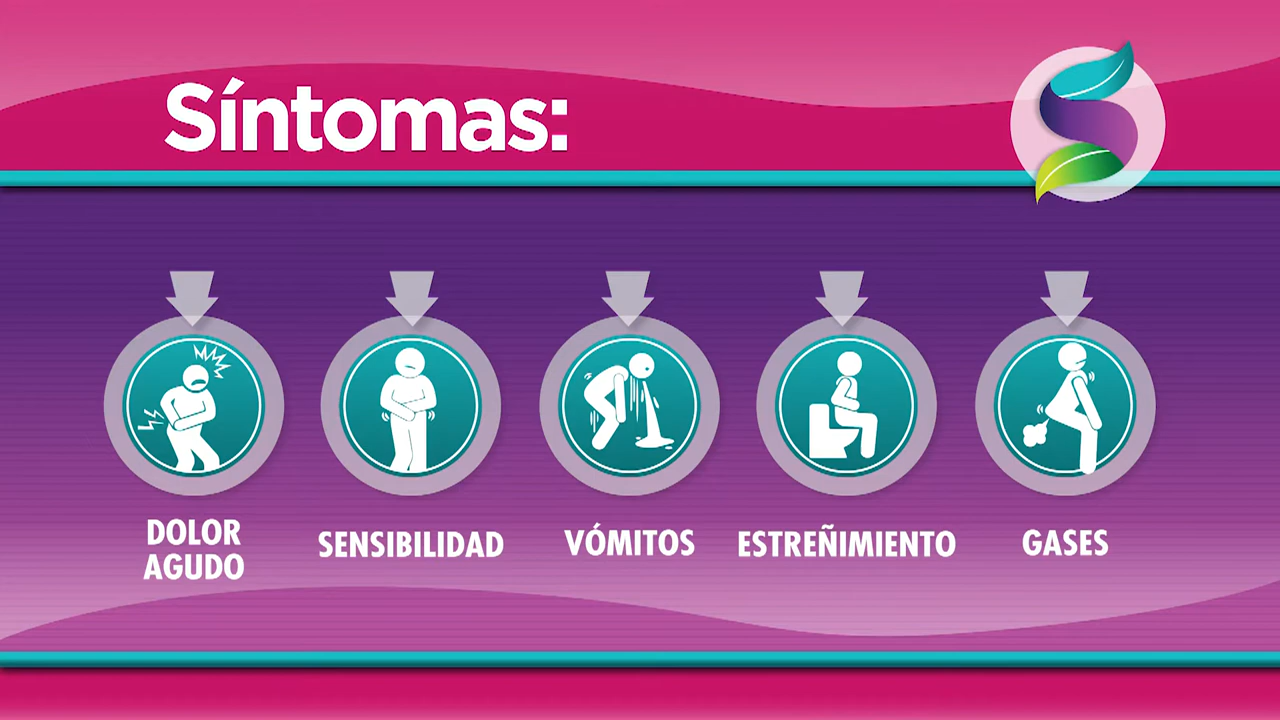 Síntomas:
DOLOR
AGUDO
SENSIBILIDAD
VÓMITOS
ESTREÑIMIENTO
GASES